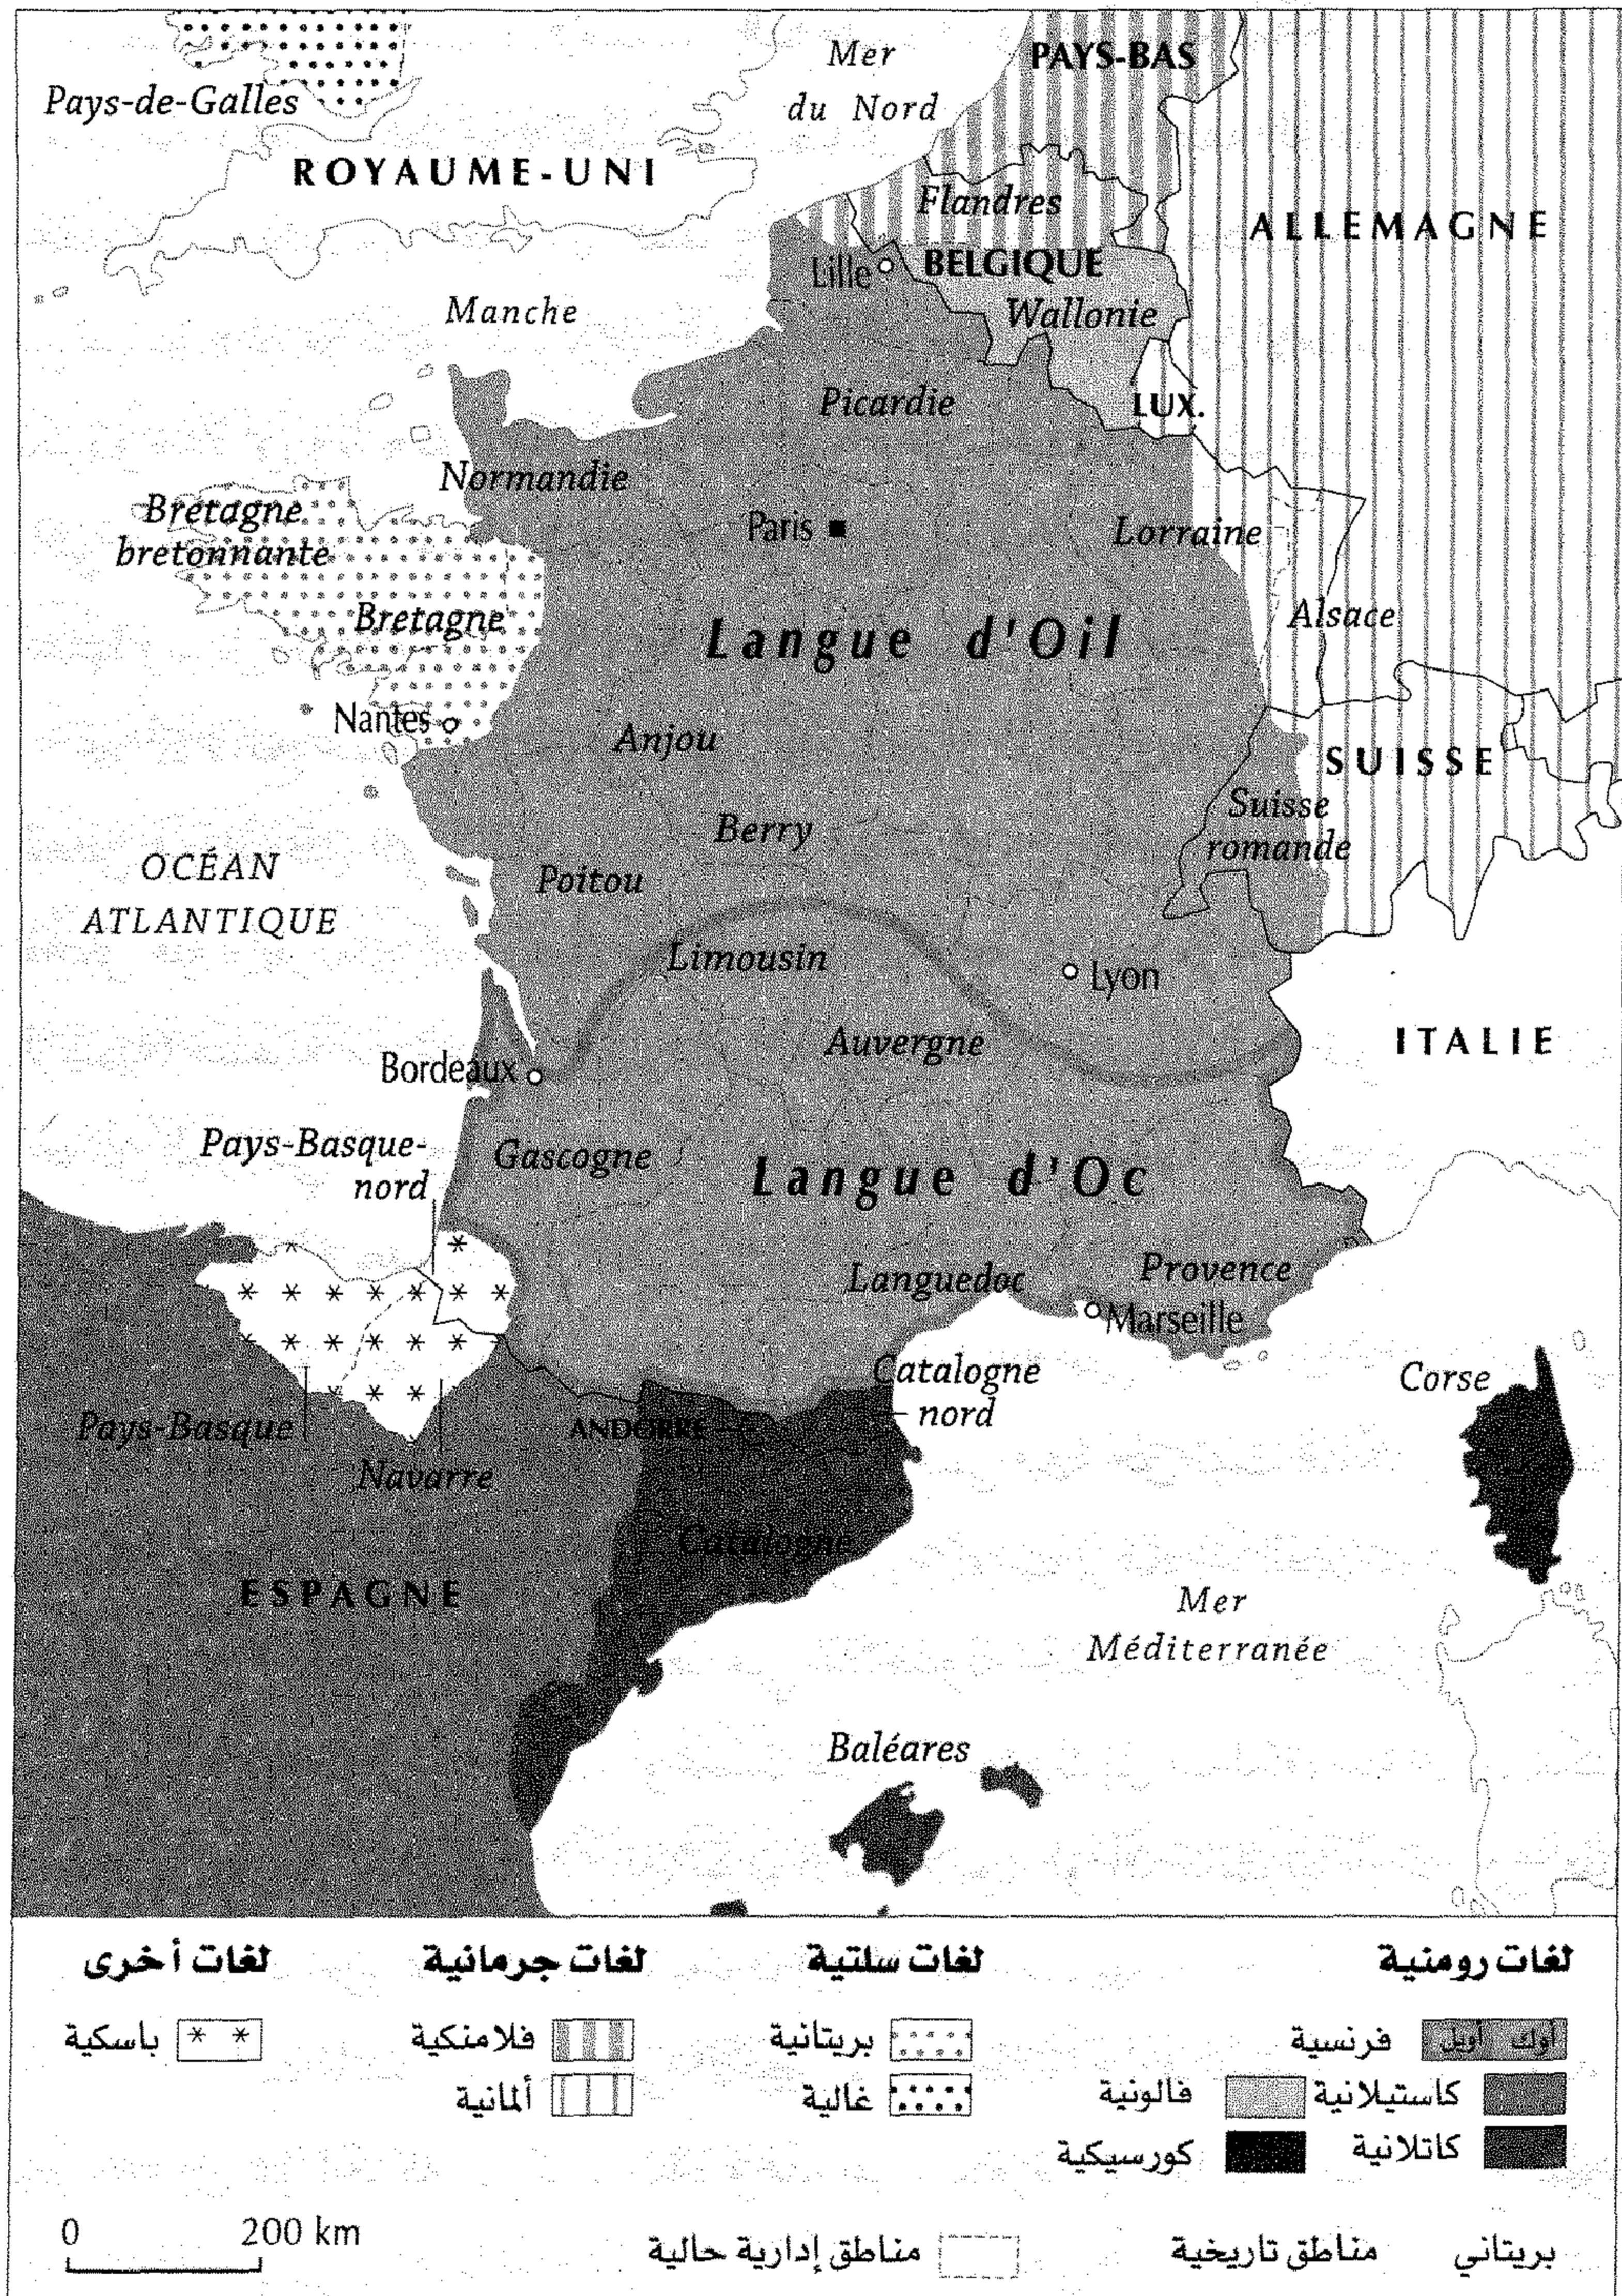 Mer
du Nord
PAYS-BAS
Pays-de-Galles
ROYAUME-UNI
Flandres
ALLEMAGNE
Lille
BELGIQUE
Wallonie
Manche
Picardie
LUX.
Normandie
Bretagne
bretonnante
Paris
Lorraine
Bretagne
Langue d'Oil
Alsace
Nantes
Anjou
SUISSE
Suisse
romande
Berry
OCÉAN
ATLANTIQUE
Poitou
Limousin
Lyon
Auvergne
ITALIE
Bordeaux
Pays-Basque-
nord
Gascogne
Langue d'Oc
Languedoc
Provence
Marseille
Catalogne
nord
Corse
Pays-Basque
ANDORRE
Navarre
Catalogne
ESPAGNE
Mer
Méditerranée
Baléares
لغات رومنية
لغات سلتية
لغات جرمانية
لغات أخرى
أوك أويل فرنسية
بريتانية
فلامنكية
باسكية * *
كاستيلانية
فالونية
غالية
ألمانية
كاتلانية
كورسيكية
بريتاني مناطق تاريخية
مناطق إدارية حالية
0 200 km